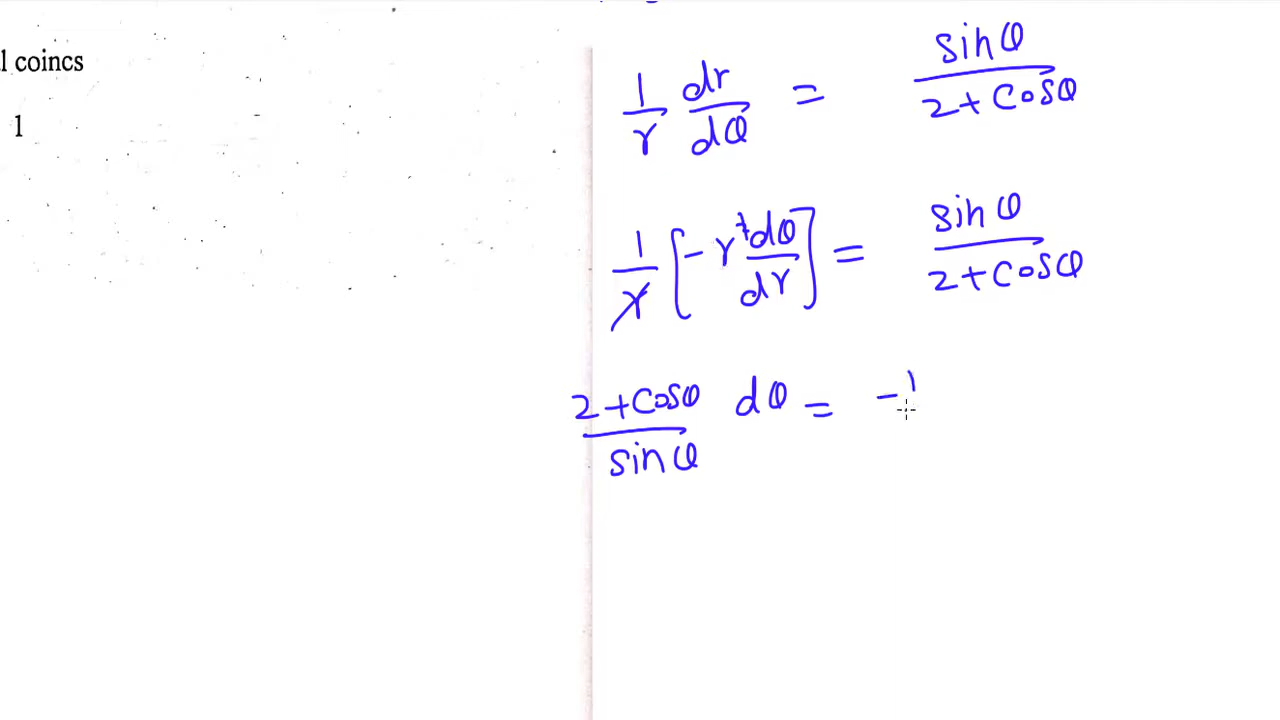 l coincs
1
1/r dr/dθ = sinθ/2+cosθ
1/r [-r² dθ/dr] = sinθ/2+cosθ
2+cosθ/sinθ dθ = -1